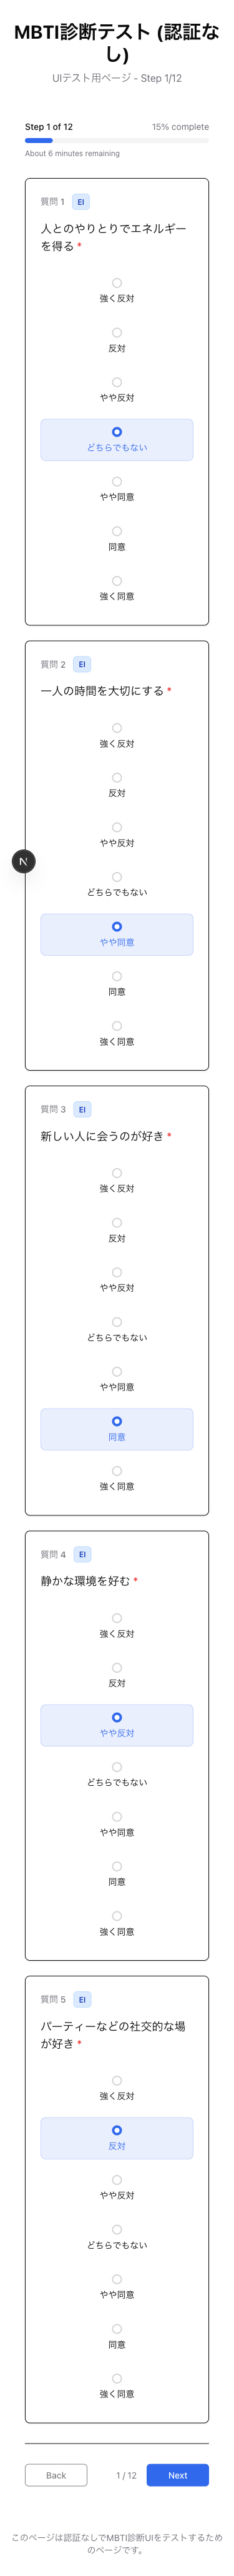 MBTI診断テスト (認証な
し)
UIテスト用ページ - Step 1/12
Step 1 of 12
15% complete
About 6 minutes remaining
質問 1 EI
人とのやりとりでエネルギー
を得る *
強く反対
反対
やや反対
どちらでもない
やや同意
同意
強く同意
質問 2 EI
一人の時間を大切にする *
強く反対
反対
やや反対
どちらでもない
やや同意
同意
強く同意
N
質問 3 EI
新しい人に会うのが好き *
強く反対
反対
やや反対
どちらでもない
やや同意
同意
強く同意
質問 4 EI
静かな環境を好む *
強く反対
反対
やや反対
どちらでもない
やや同意
同意
強く同意
質問 5 EI
パーティーなどの社交的な場
が好き *
強く反対
反対
やや反対
どちらでもない
やや同意
同意
強く同意
Back
1 / 12
Next
このページは認証なしでMBTI診断UIをテストするため
のページです。